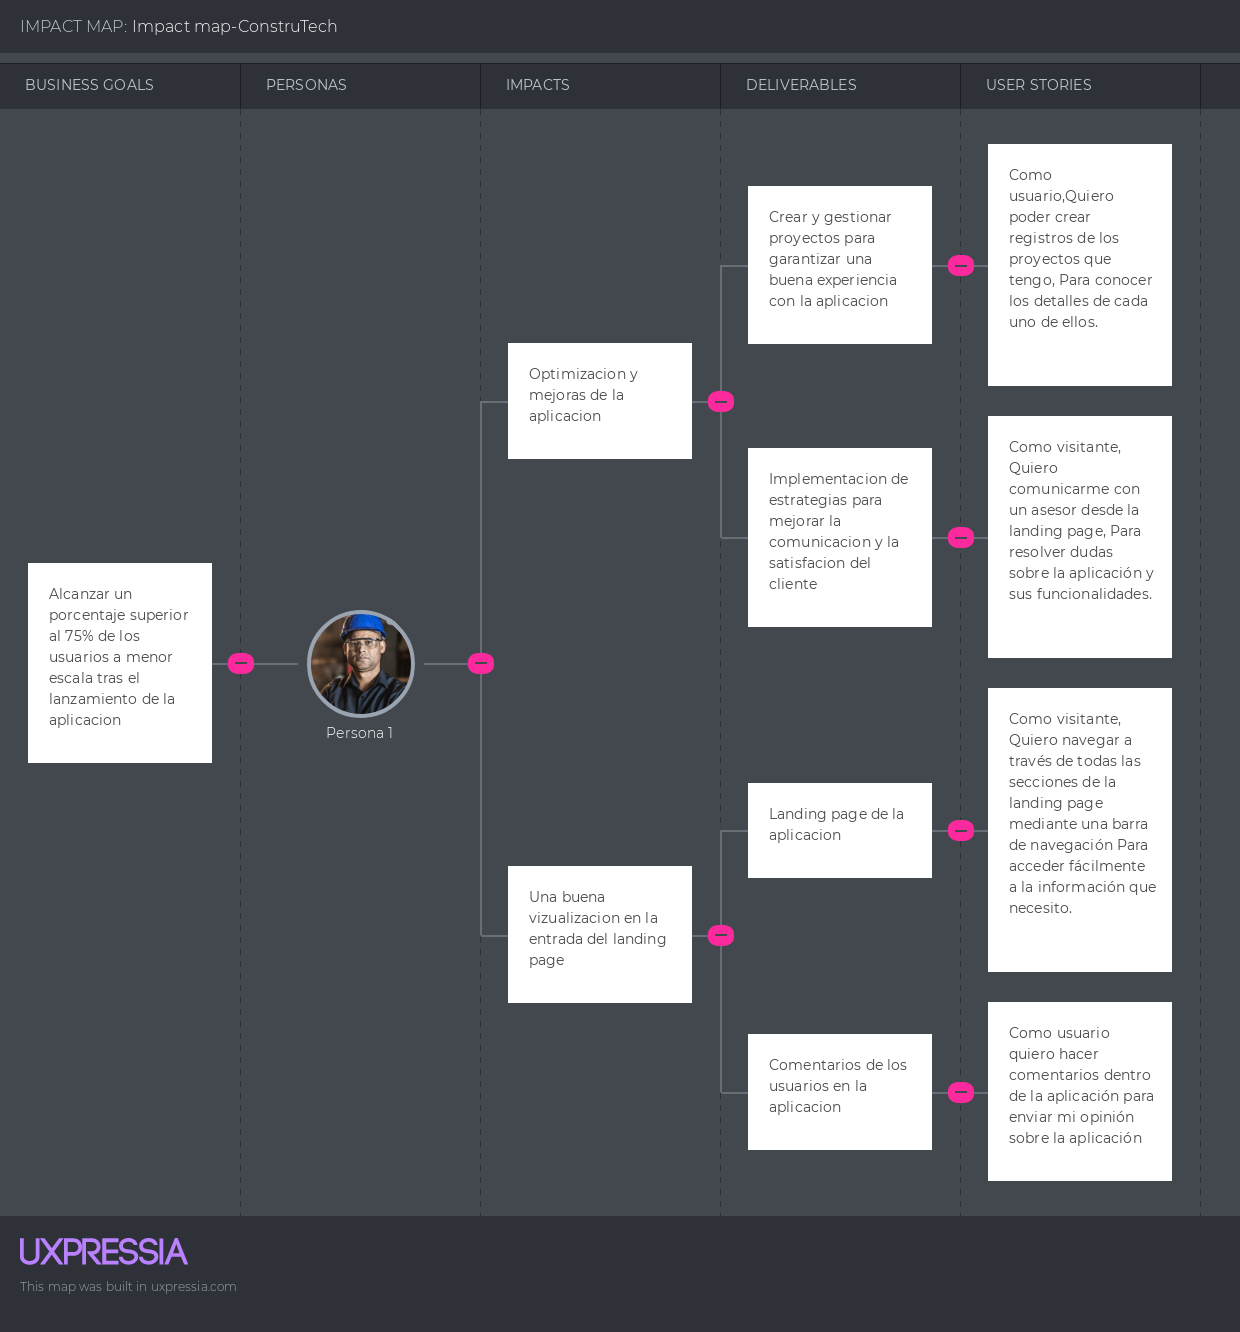 IMPACT MAP: Impact map-ConstruTech
BUSINESS GOALS
PERSONAS
IMPACTS
DELIVERABLES
USER STORIES
Alcanzar un
porcentaje superior
al 75% de los
usuarios a menor
escala tras el
lanzamiento de la
aplicacion
Persona 1
Optimizacion y
mejoras de la
aplicacion
Una buena
vizualizacion en la
entrada del landing
page
Crear y gestionar
proyectos para
garantizar una
buena experiencia
con la aplicacion
Implementacion de
estrategias para
mejorar la
comunicacion y la
satisfacion del
cliente
Landing page de la
aplicacion
Comentarios de los
usuarios en la
aplicacion
Como
usuario,Quiero
poder crear
registros de los
proyectos que
tengo, Para conocer
los detalles de cada
uno de ellos.
Como visitante,
Quiero
comunicarme con
un asesor desde la
landing page, Para
resolver dudas
sobre la aplicación y
sus funcionalidades.
Como visitante,
Quiero navegar a
través de todas las
secciones de la
landing page
mediante una barra
de navegación Para
acceder fácilmente
a la información que
necesito.
Como usuario
quiero hacer
comentarios dentro
de la aplicación para
enviar mi opinión
sobre la aplicación
UXPRESSIA
This map was built in uxpressia.com